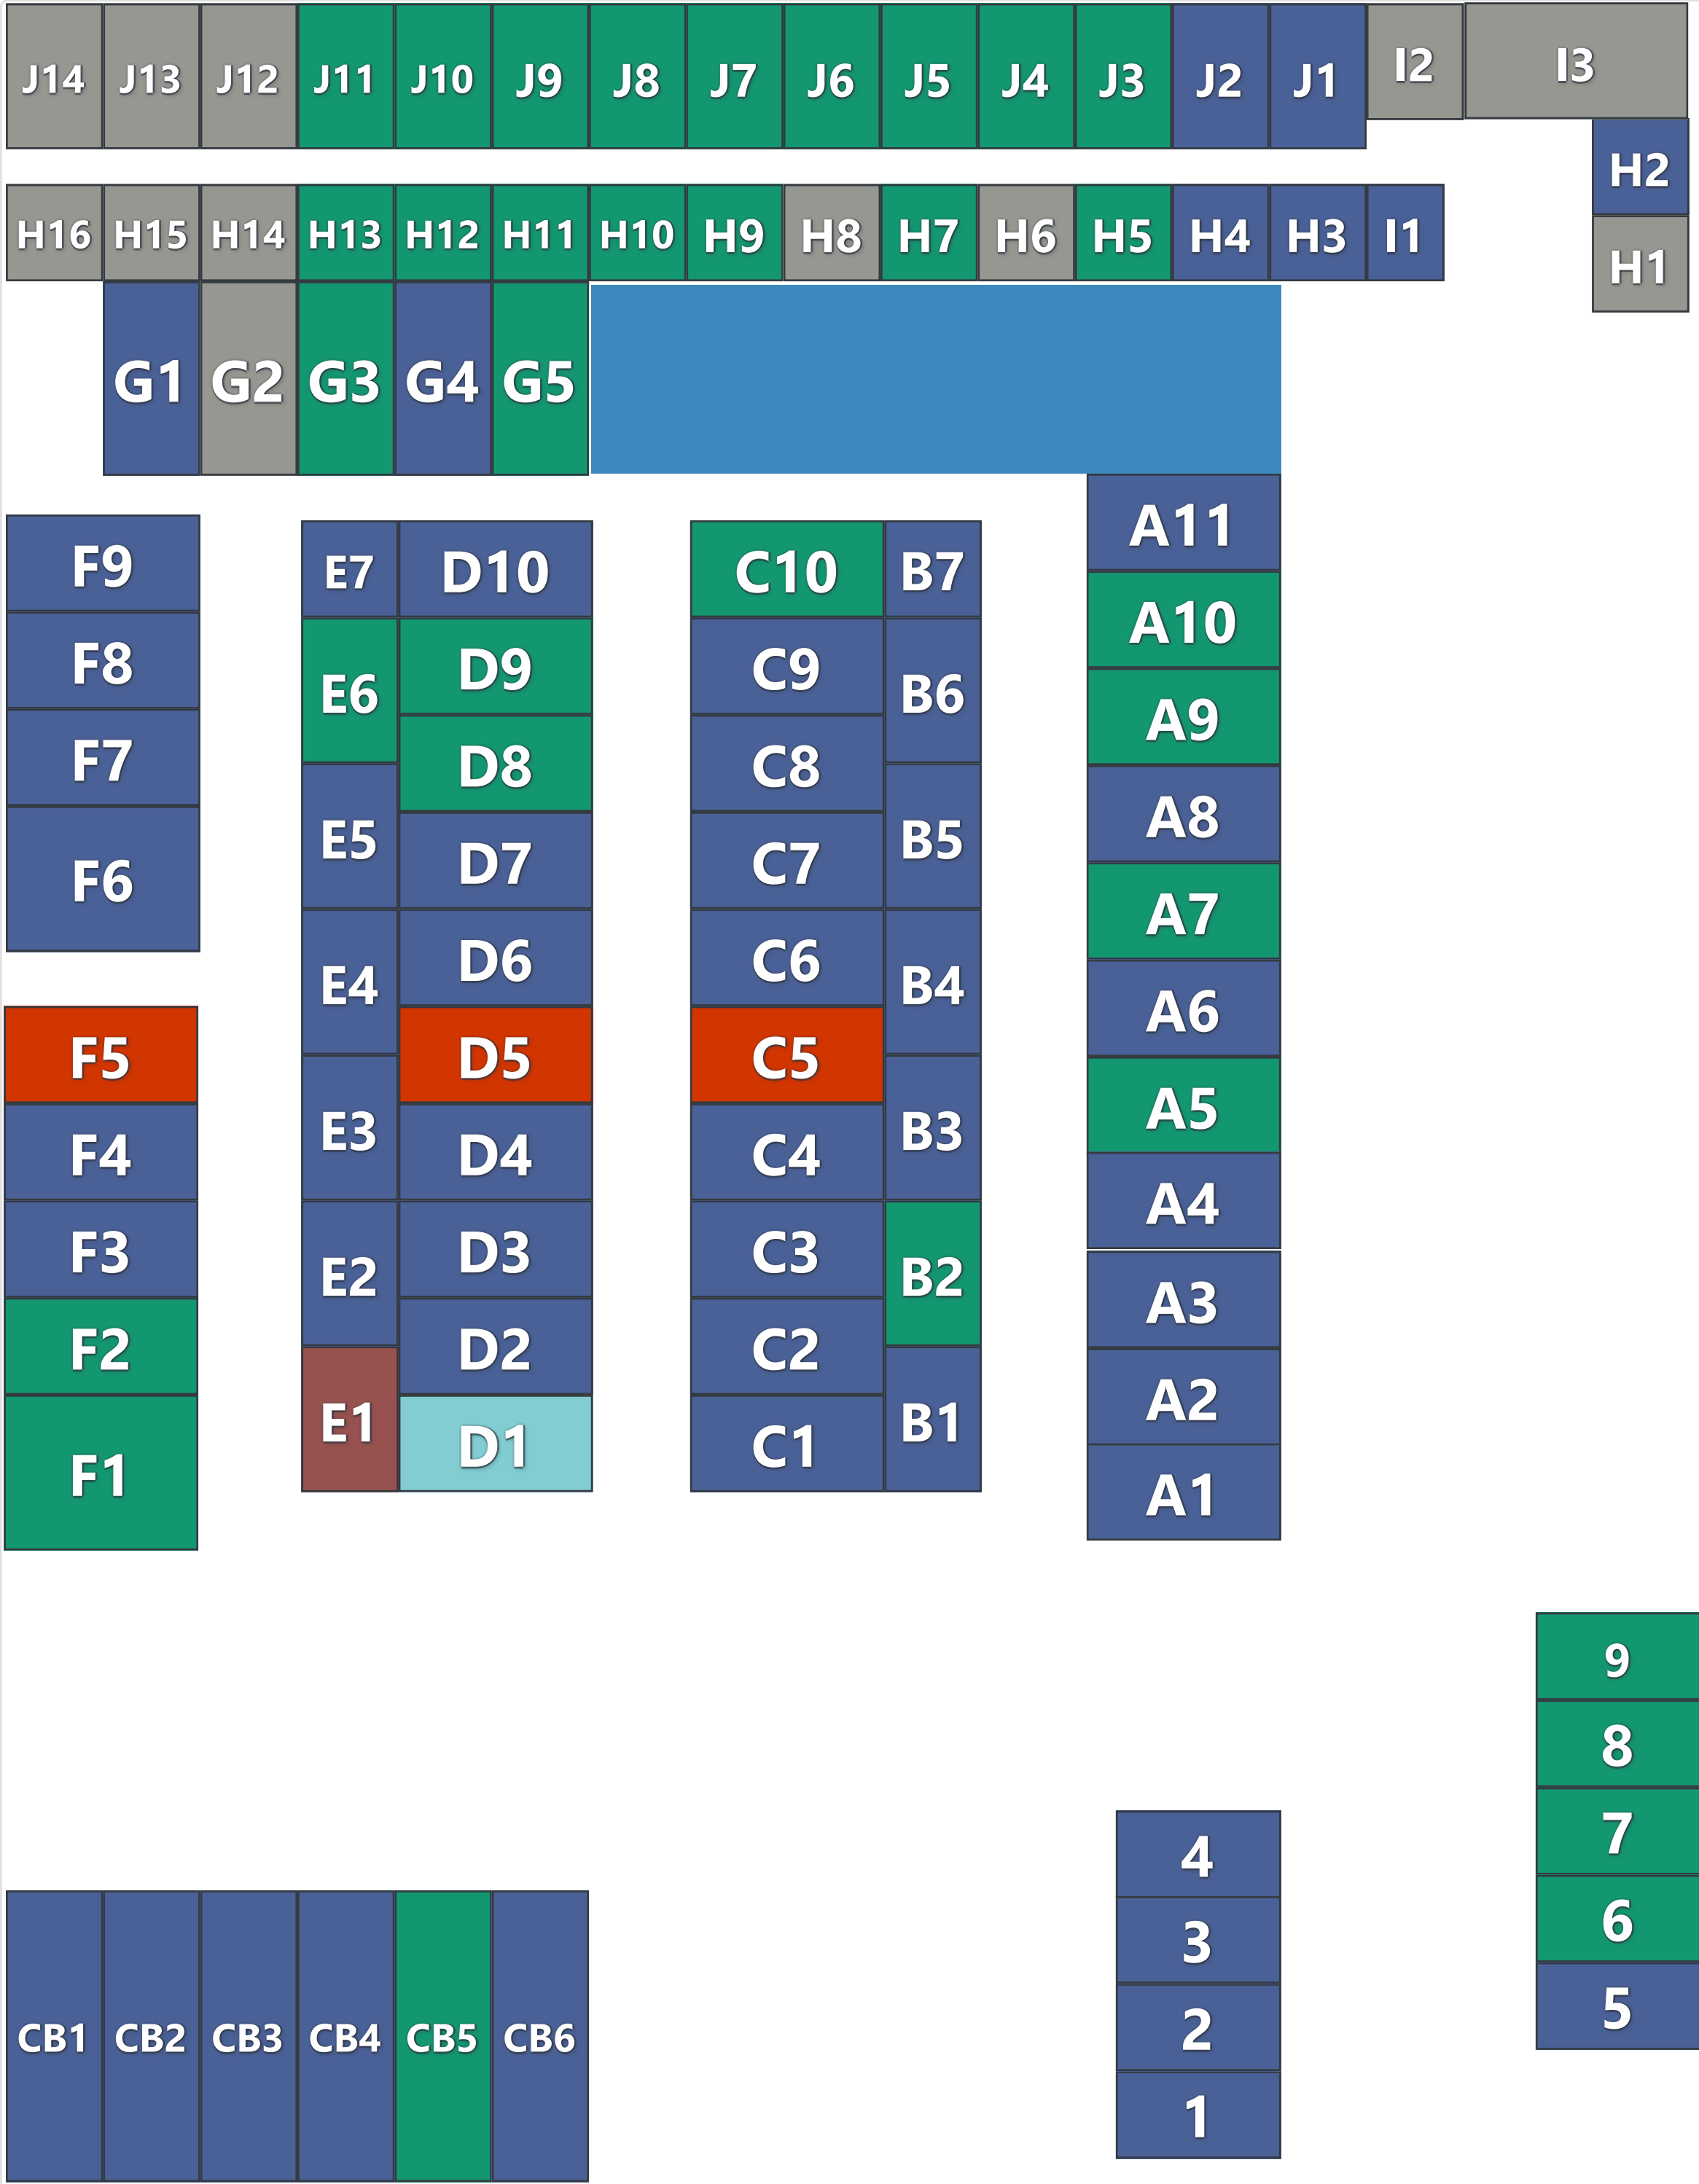 J14 J13 J12 J11 J10 J9 J8 J7 J6 J5 J4 J3 J2 J1 I2 I3
H2
H16 H15 H14 H13 H12 H11 H10 H9 H8 H7 H6 H5 H4 H3 I1
H1
G1 G2 G3 G4 G5
A11
F9 E7 D10 C10 B7
A10
F8 D9 C9
E6 B6
A9
F7 D8 C8
A8
E5 B5
D7 C7
F6
A7
D6 C6
E4 B4
A6
F5 D5 C5
A5
E3 B3
F4 D4 C4
A4
F3 D3 C3
E2 B2
A3
F2 D2 C2
A2
E1 B1
D1 C1
F1
A1
9
8
7
4
6
3
5
2
CB1 CB2 CB3 CB4 CB5 CB6
1